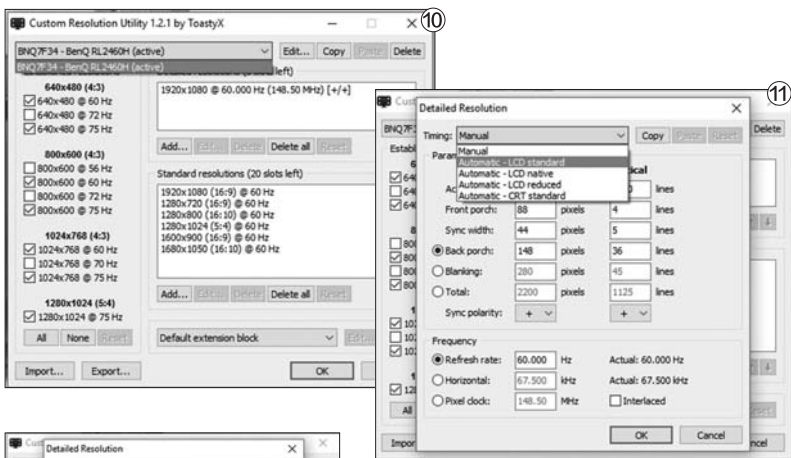 Custom Resolution Utility 1.2.1 by ToastyX
10
BNQ7F34 - BenQ RL2460H (active)
Edit... Copy Paste Delete
BNQ7F34 - BenQ RL2460H (active)
left)
640x480 (4:3)
640x480 @ 60 Hz
640x480 @ 72 Hz
640x480 @ 75 Hz
800x600 (4:3)
800x600 @ 56 Hz
800x600 @ 60 Hz
800x600 @ 72 Hz
800x600 @ 75 Hz
1024x768 (4:3)
1024x768 @ 60 Hz
1024x768 @ 70 Hz
1024x768 @ 75 Hz
1280x1024 (5:4)
1280x1024 @ 75 Hz
All None Reset
Import... Export...
1920x1080 @ 60.000 Hz (148.50 MHz) [+/+]
Add... Edit... Delete Delete all Reset
Standard resolutions (20 slots left)
1920x1080 (16:9) @ 60 Hz
1280x720 (16:9) @ 60 Hz
1280x800 (16:10) @ 60 Hz
1280x1024 (5:4) @ 60 Hz
1600x900 (16:9) @ 60 Hz
1680x1050 (16:10) @ 60 Hz
Add... Edit... Delete Delete all Reset
Default extension block
OK
11
Detailed Resolution
Timing: Manual
Copy Paste Reset
Delete
Manual
Automatic - LCD standard
Automatic - LCD native
Automatic - LCD reduced
Automatic - CRT standard
lines
Front porch: 88 pixels 4 lines
Sync width: 44 pixels 5 lines
Back porch: 148 pixels 36 lines
Blanking: 280 pixels 45 lines
Total: 2200 pixels 1125 lines
Sync polarity: + +
Frequency
Refresh rate: 60.000 Hz Actual: 60.000 Hz
Horizontal: 67.500 kHz Actual: 67.500 kHz
Pixel clock: 148.50 MHz Interlaced
OK Cancel
Detailed Resolution